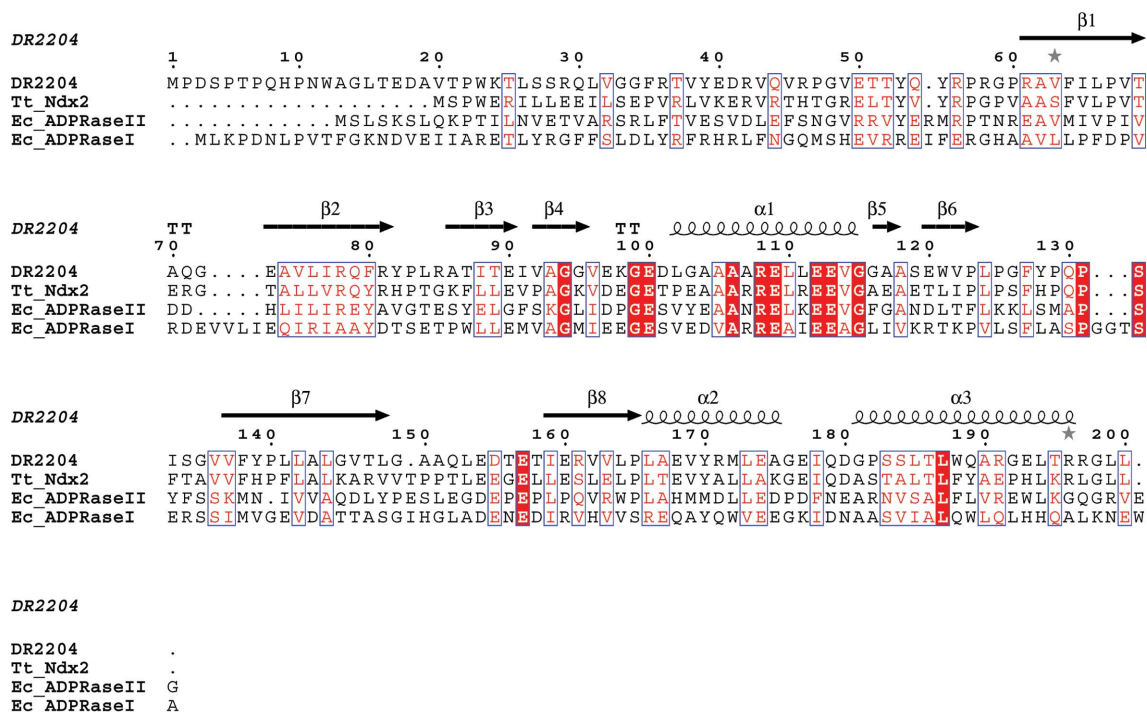 DR2204 β1
1 10 20 30 40 50 60
DR2204 MPDSPTPQHPNWAGLTEDAVTPWKTLSSRQLVGGFRTVYEDRVQVRPGVETTYQ.YRPRGPRAVFILPVT
Tt_Ndx2 ...................MSPWERILLEEILSEPVRLVKERVRTHTGRELTYV.YRPGPVAASFVLPVT
Ec_ADPRaseII ............MSLSKSLQKPTILNVETVARSRLFTVESVDLEFSNGVRRVYERMRPTNREAVMIVPIV
Ec_ADPRaseI ..MLKPDNLPVTFGKNDVEIIARETLYRGFFSLDLYRFRHRLFNGQMSHEVRREIFERGHAAVLLPFDPV
DR2204 TT β2 β3 β4 TT α1 β5 β6
70 80 90 100 110 120 130
DR2204 AQG....EAVLIRQFRYPLRATITEIVAGGVEKGEDLGAAAARELLEEVGGAASEWVPLPGFYPQP...S
Tt_Ndx2 ERG....TALLVRQYRHPTGKFLLEVPAGKVDEGETPEAAARRELREEVGAEAETLIPLPSFHPQP...S
Ec_ADPRaseII DD.....HLILIREYAVGTESYELGFSKGLIDPGESVYEAANRELKEEVGFGANDLTFLKKLSMAP...S
Ec_ADPRaseI RDEVVLIEQIRIAAYDTSETPWLLEMVAGMIEEGESVEDVARREAIEEAGLIVKRTKPVLSFLASPGGTS
DR2204 β7 β8 α2 α3
140 150 160 170 180 190 200
DR2204 ISGVVFYPLLALGVTLG.AAQLEDTETIERVVLPLAEVYRMLEAGEIQDGPSSLTLWQARGELTRRGLL.
Tt_Ndx2 FTAVVFHPFLALKARVVTPPTLEEGELLESLELPLTEVYALLAKGEIQDASTALTLFYAEPHLKRLGLL.
Ec_ADPRaseII YFSSKMN.IVVAQDLYPESLEGDEPEPLPQVRWPLAHMMDLLEDPDFNEARNVSALFLVREWLKGQGRVE
Ec_ADPRaseI ERSSIMVGEVDATTASGIHGLADENEDIRVHVVSREQAYQWVEEGKIDNAASVIALQWLQLHHQALKNEW
DR2204
DR2204 .
Tt_Ndx2 .
Ec_ADPRaseII G
Ec_ADPRaseI A